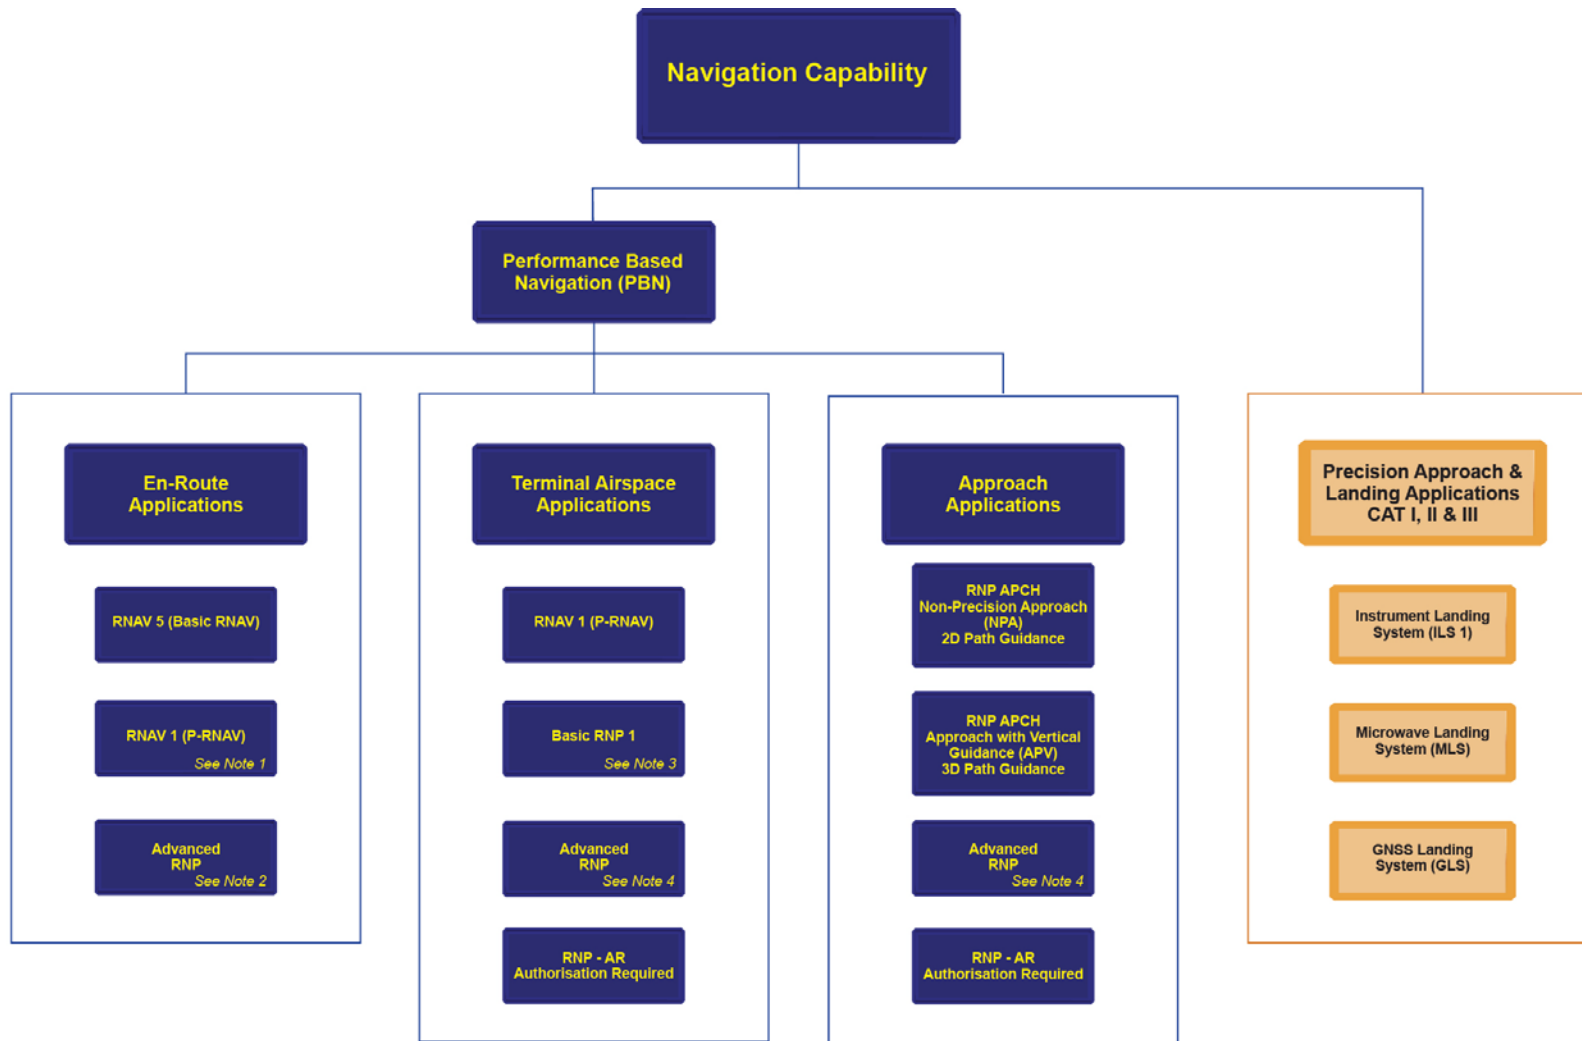 Navigation Capability
Performance Based
Navigation (PBN)
En-Route
Applications
RNAV 5 (Basic RNAV)
RNAV 1 (P-RNAV)
See Note 1
Advanced
RNP
See Note 2
Terminal Airspace
Applications
RNAV 1 (P-RNAV)
Basic RNP 1
See Note 3
Advanced
RNP
See Note 4
RNP - AR
Authorisation Required
Approach
Applications
RNP APCH
Non-Precision Approach
(NPA)
2D Path Guidance
RNP APCH
Approach with Vertical
Guidance (APV)
3D Path Guidance
Advanced
RNP
See Note 4
RNP - AR
Authorisation Required
Precision Approach &
Landing Applications
CAT I, II & III
Instrument Landing
System (ILS 1)
Microwave Landing
System (MLS)
GNSS Landing
System (GLS)